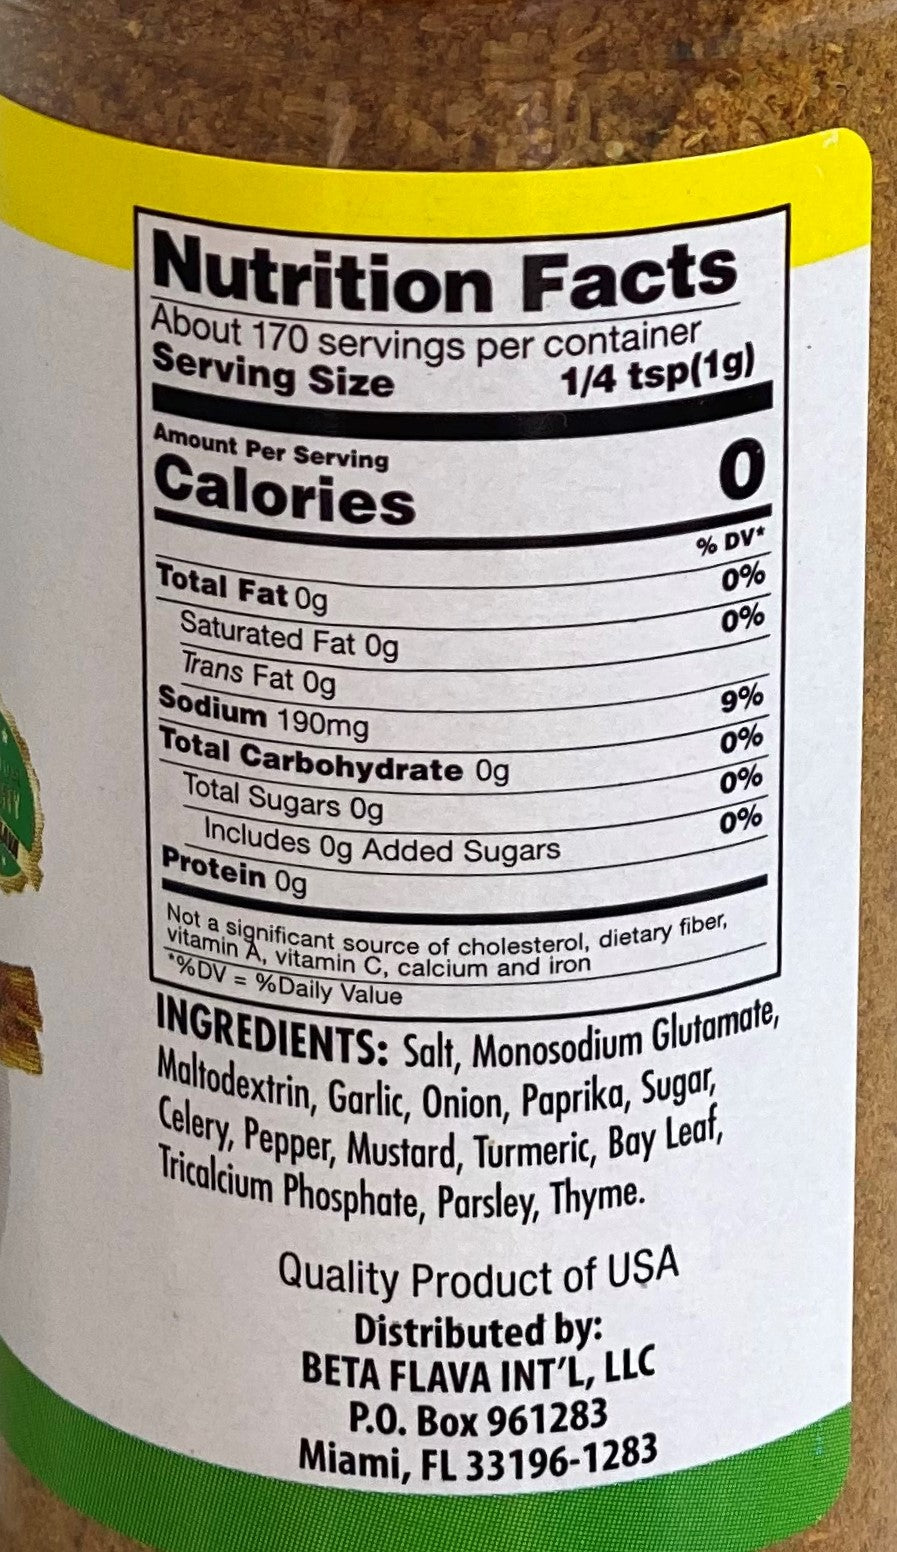 Nutrition Facts
About 170 servings per container
Serving Size 1/4 tsp(1g)
Amount Per Serving
Calories 0
% DV*
Total Fat 0g 0%
Saturated Fat 0g 0%
Trans Fat 0g
Sodium 190mg 9%
Total Carbohydrate 0g 0%
Total Sugars 0g 0%
Includes 0g Added Sugars 0%
Protein 0g
Not a significant source of cholesterol, dietary fiber,
vitamin A, vitamin C, calcium and iron
*%DV = %Daily Value
INGREDIENTS: Salt, Monosodium Glutamate,
Maltodextrin, Garlic, Onion, Paprika, Sugar,
Celery, Pepper, Mustard, Turmeric, Bay Leaf,
Tricalcium Phosphate, Parsley, Thyme.
Quality Product of USA
Distributed by:
BETA FLAVA INT'L, LLC
P.O. Box 961283
Miami, FL 33196-1283